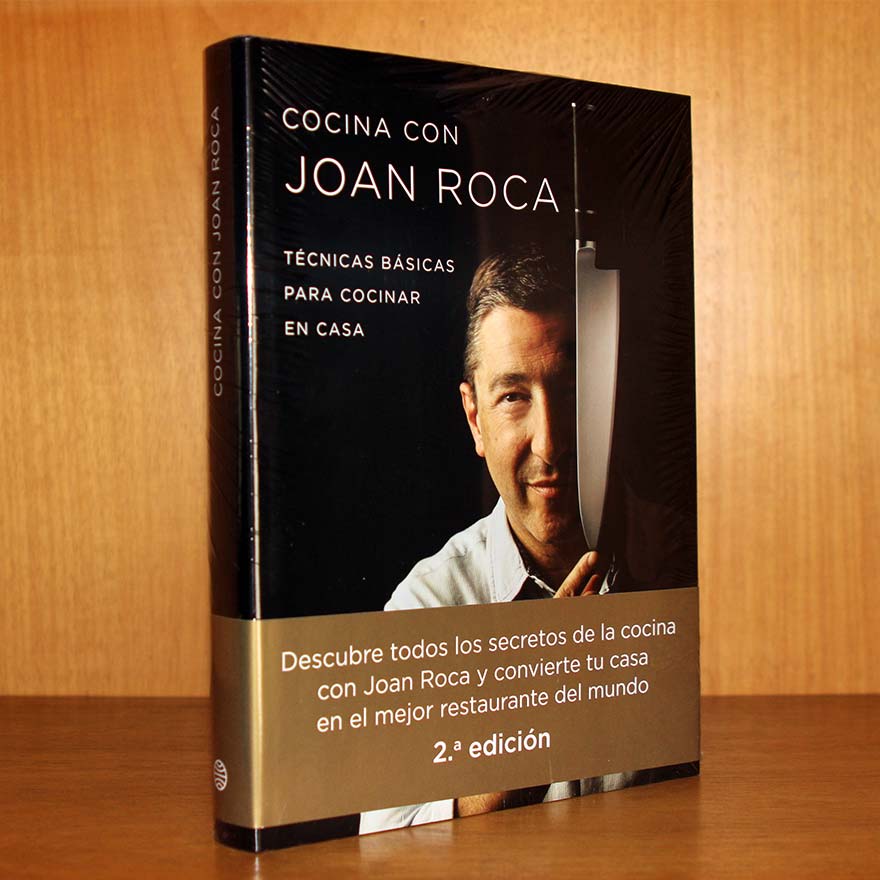 COCINA CON JOAN ROCA
COCINA CON
JOAN ROCA
TÉCNICAS BÁSICAS
PARA COCINAR
EN CASA
Descubre todos los secretos de la cocina
con Joan Roca y convierte tu casa
en el mejor restaurante del mundo
2.ª edición